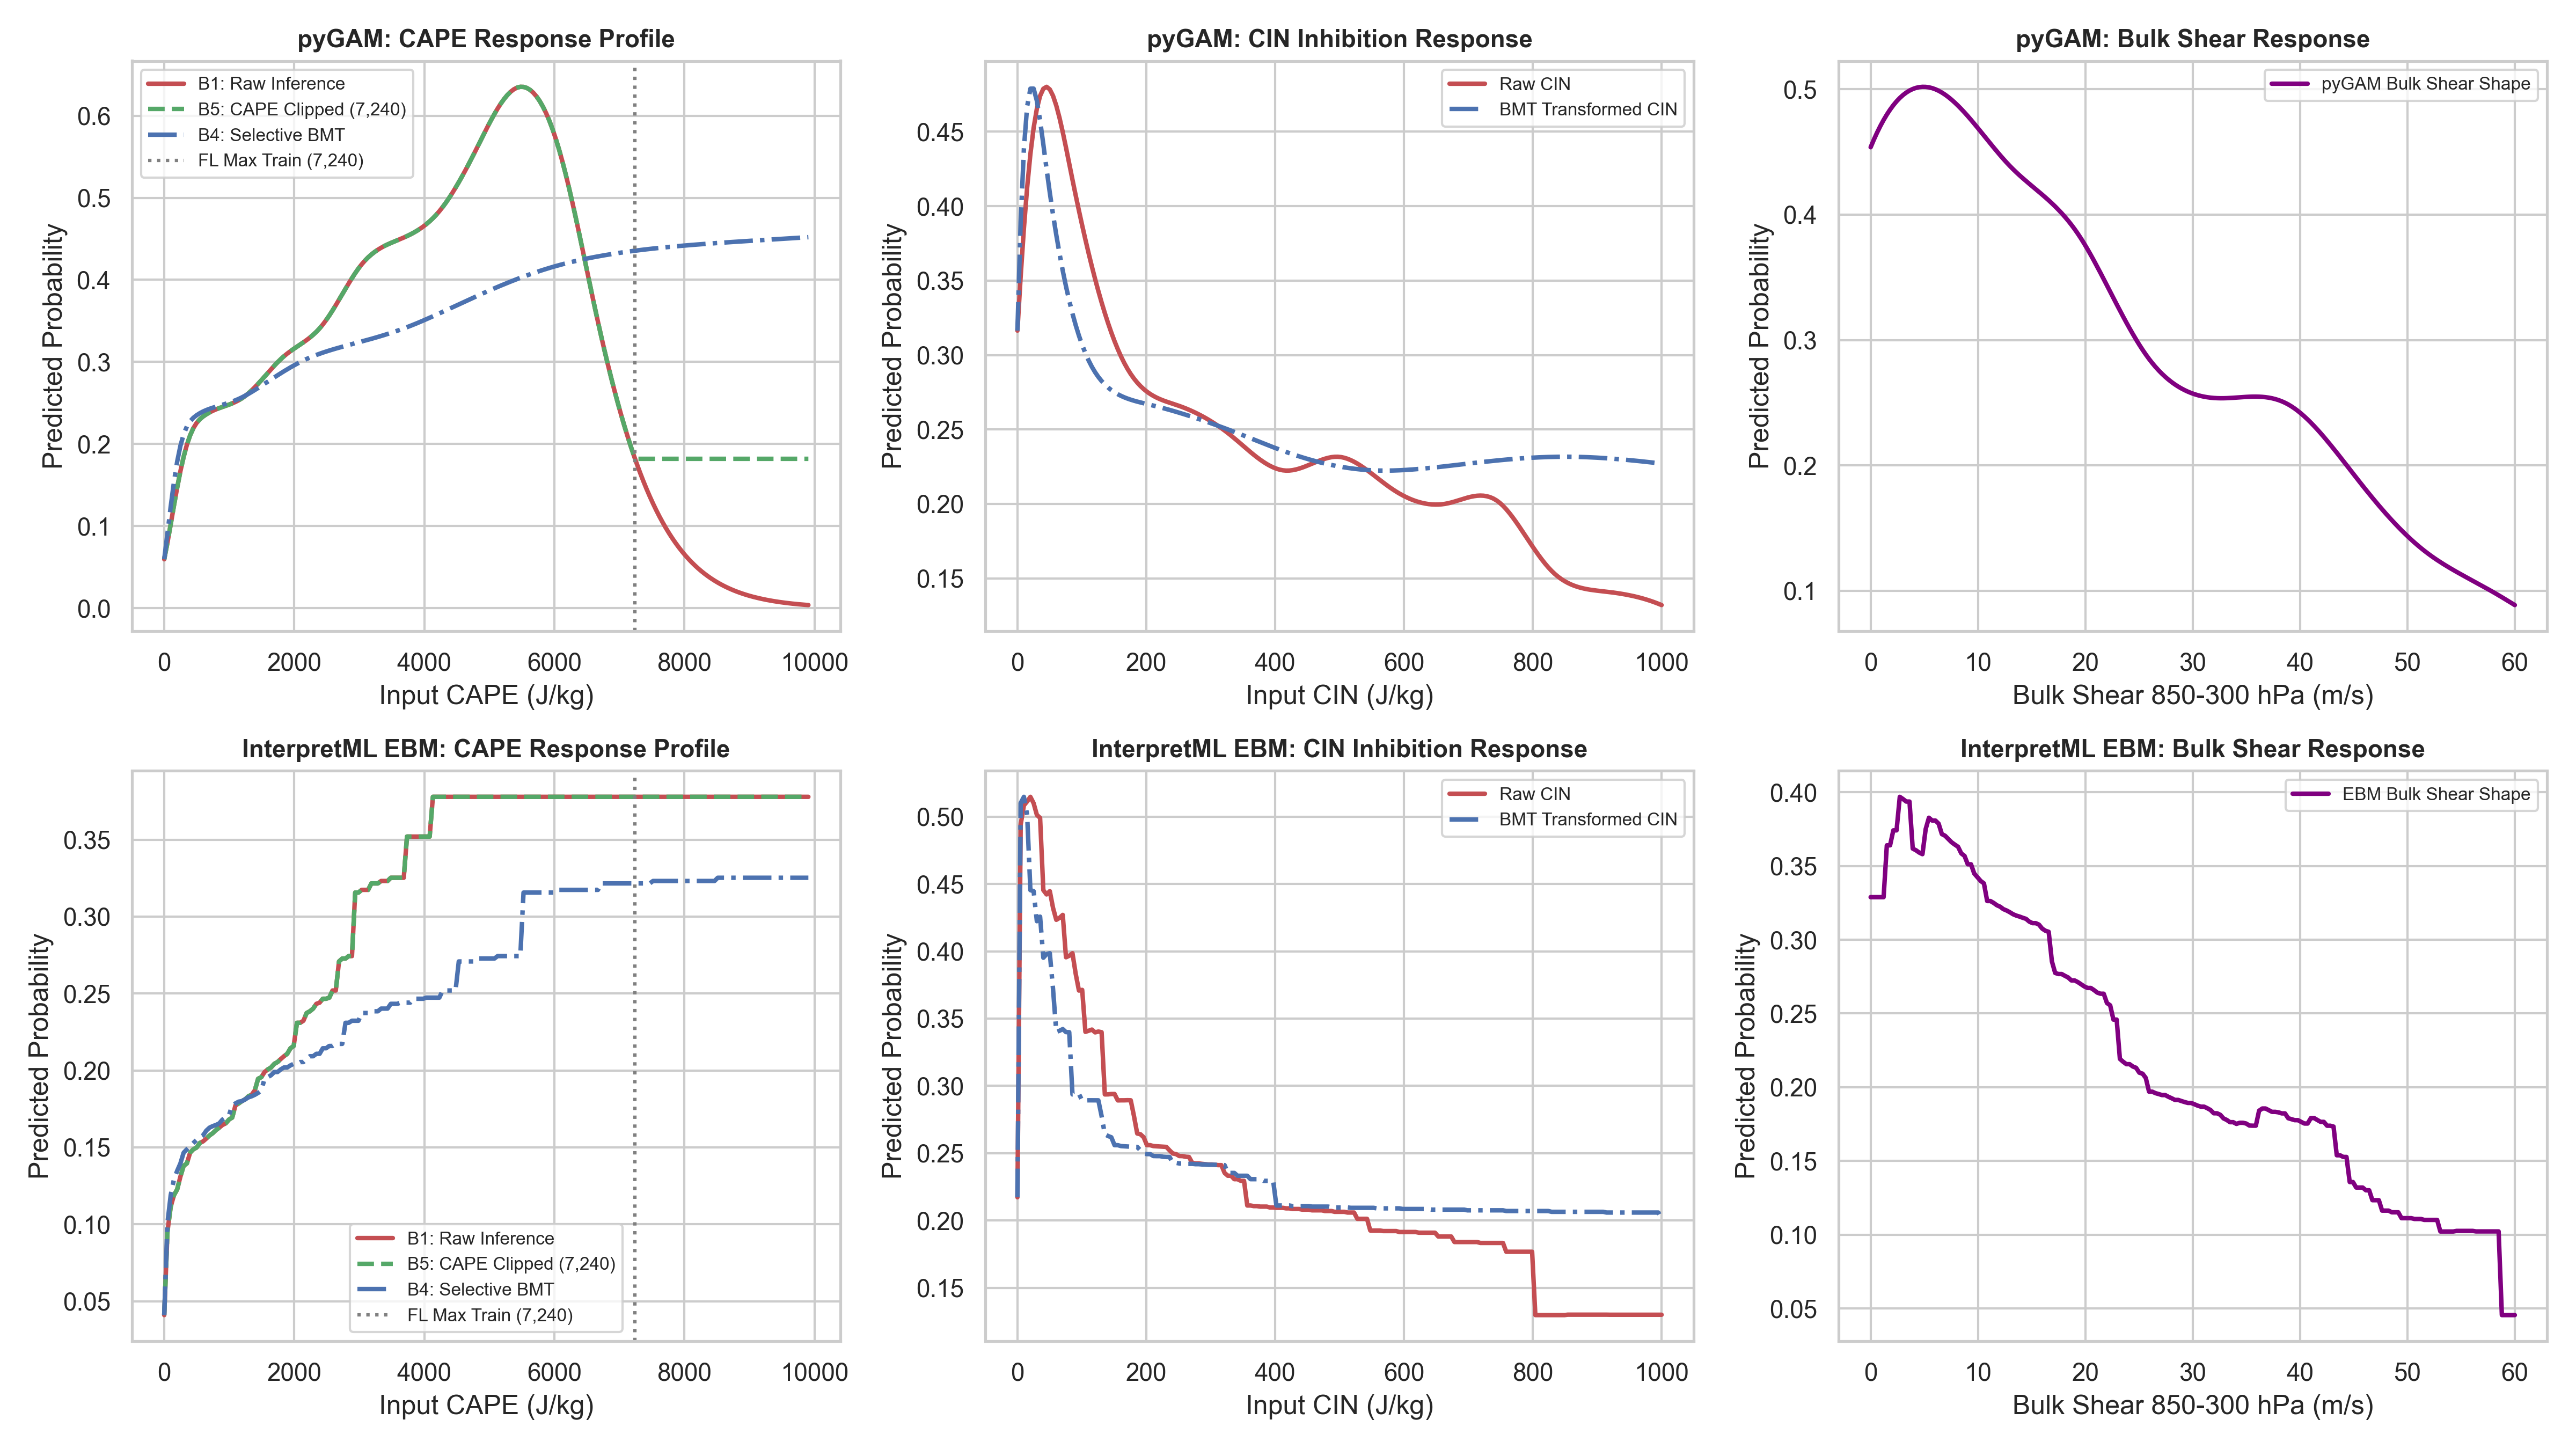 pyGAM: CAPE Response Profile
B1: Raw Inference
B5: CAPE Clipped (7,240)
B4: Selective BMT
FL Max Train (7,240)
Predicted Probability
0.6
0.5
0.4
0.3
0.2
0.1
0.0
0 2000 4000 6000 8000 10000
Input CAPE (J/kg)
pyGAM: CIN Inhibition Response
Raw CIN
BMT Transformed CIN
Predicted Probability
0.45
0.40
0.35
0.30
0.25
0.20
0.15
0 200 400 600 800 1000
Input CIN (J/kg)
pyGAM: Bulk Shear Response
pyGAM Bulk Shear Shape
Predicted Probability
0.5
0.4
0.3
0.2
0.1
0 10 20 30 40 50 60
Bulk Shear 850-300 hPa (m/s)
InterpretML EBM: CAPE Response Profile
Predicted Probability
0.35
0.30
0.25
0.20
0.15
0.10
0.05
B1: Raw Inference
B5: CAPE Clipped (7,240)
B4: Selective BMT
FL Max Train (7,240)
0 2000 4000 6000 8000 10000
Input CAPE (J/kg)
InterpretML EBM: CIN Inhibition Response
Raw CIN
BMT Transformed CIN
Predicted Probability
0.50
0.45
0.40
0.35
0.30
0.25
0.20
0.15
0 200 400 600 800 1000
Input CIN (J/kg)
InterpretML EBM: Bulk Shear Response
EBM Bulk Shear Shape
Predicted Probability
0.40
0.35
0.30
0.25
0.20
0.15
0.10
0.05
0 10 20 30 40 50 60
Bulk Shear 850-300 hPa (m/s)